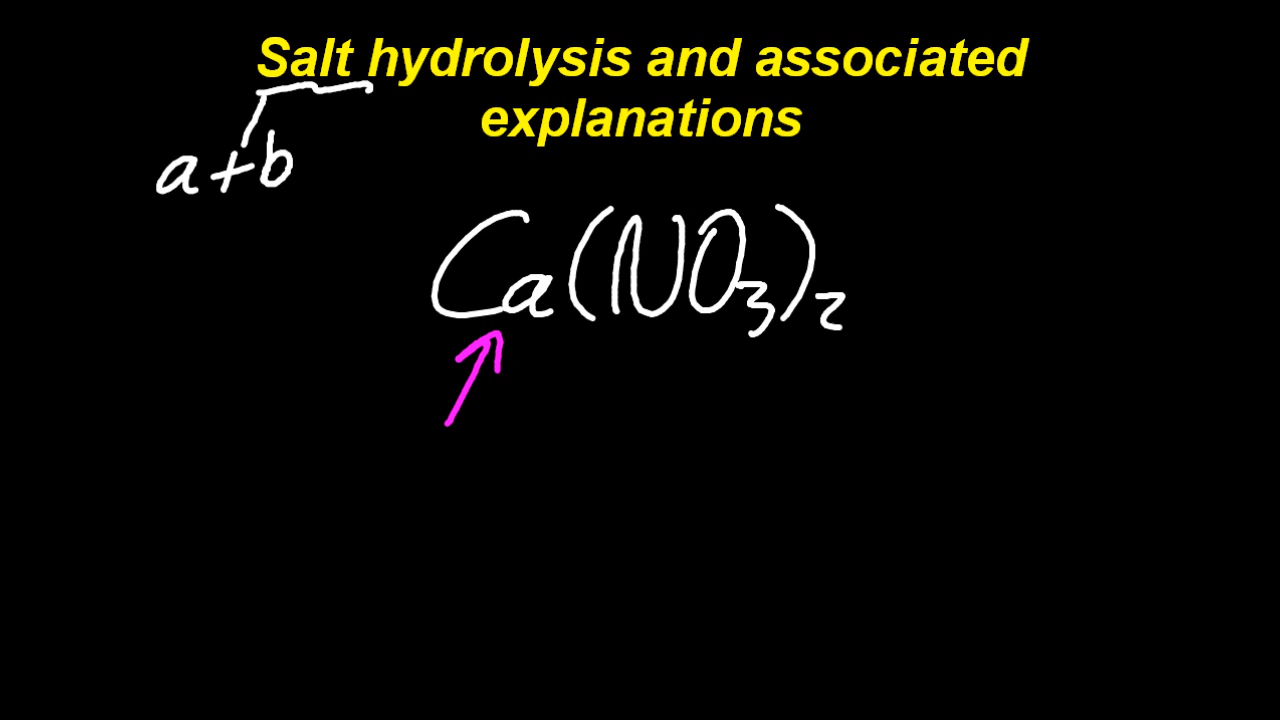 Salt hydrolysis and associated
explanations
a+b
Ca(NO₃)₂